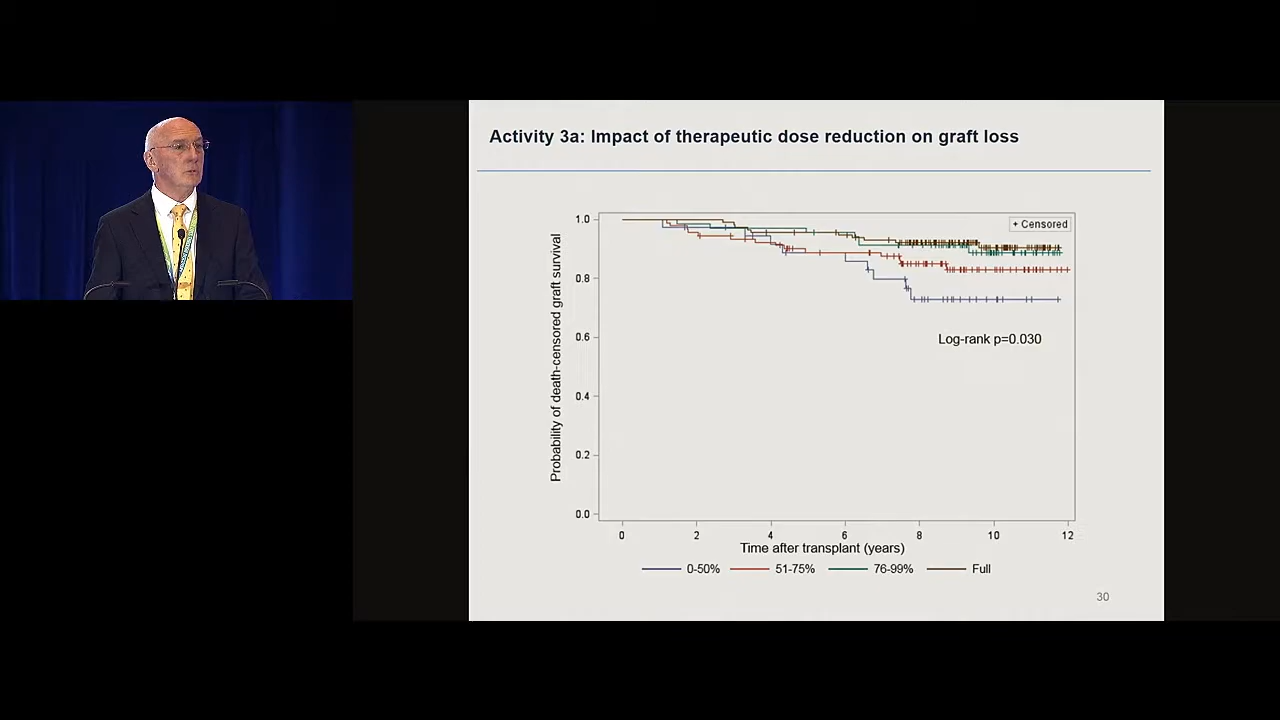 Activity 3a: Impact of therapeutic dose reduction on graft loss
Probability of death-censored graft survival
1.0
0.8
0.6
0.4
0.2
0.0
+ Censored
Log-rank p=0.030
0 2 4 6 8 10 12
Time after transplant (years)
0-50% 51-75% 76-99% Full
30